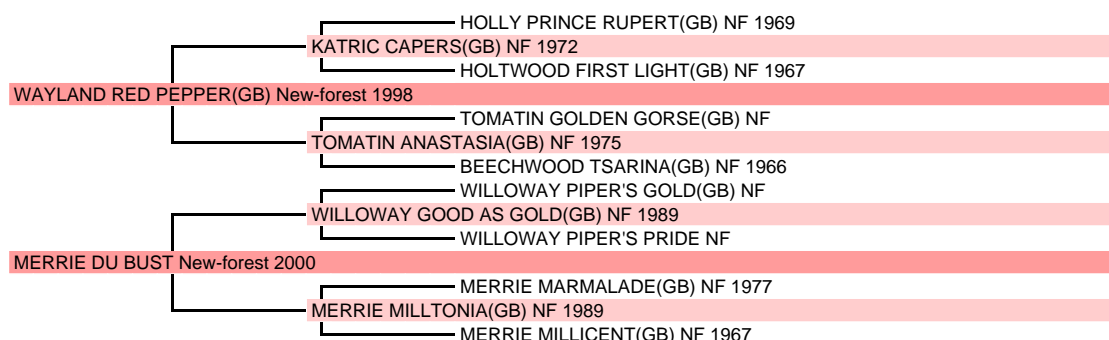 HOLLY PRINCE RUPERT(GB) NF 1969
KATRIC CAPERS(GB) NF 1972
HOLTWOOD FIRST LIGHT(GB) NF 1967
WAYLAND RED PEPPER(GB) New-forest 1998
TOMATIN GOLDEN GORSE(GB) NF
TOMATIN ANASTASIA(GB) NF 1975
BEECHWOOD TSARINA(GB) NF 1966
WILLOWAY PIPER'S GOLD(GB) NF
WILLOWAY GOOD AS GOLD(GB) NF 1989
WILLOWAY PIPER'S PRIDE NF
MERRIE DU BUST New-forest 2000
MERRIE MARMALADE(GB) NF 1977
MERRIE MILLTONIA(GB) NF 1989
MERRIE MILLICENT(GB) NF 1967